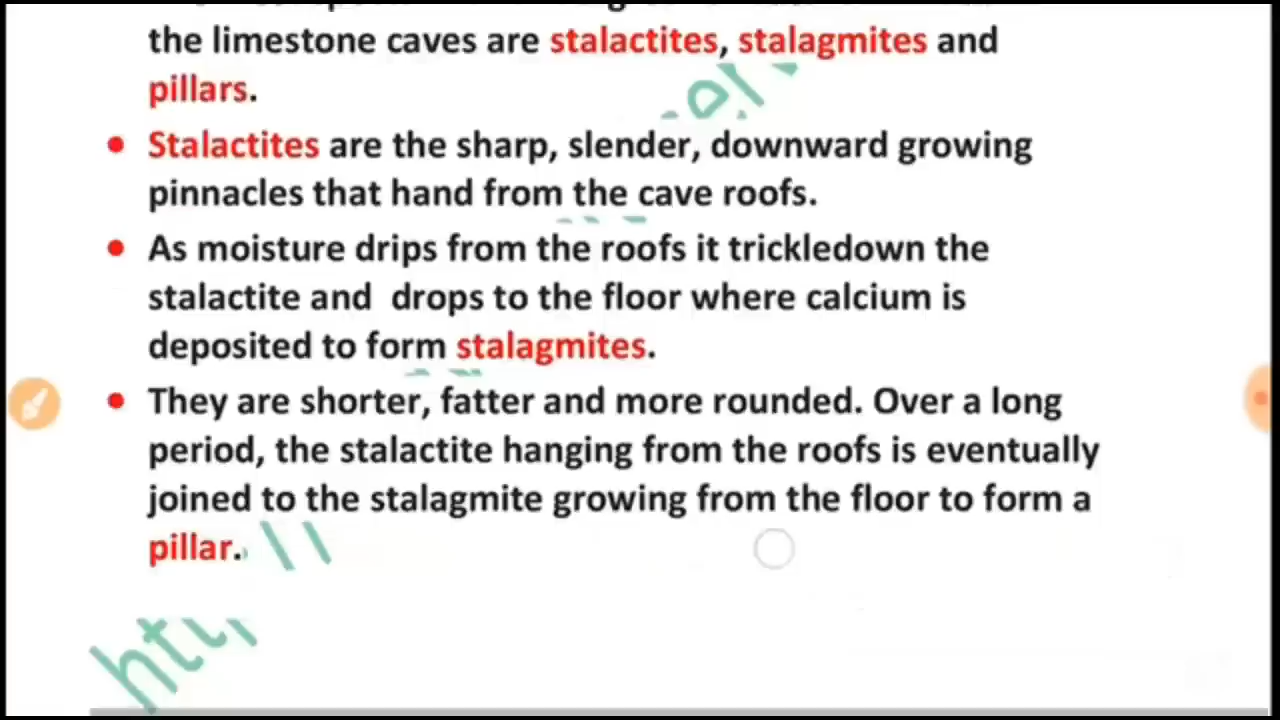 the limestone caves are stalactites, stalagmites and
pillars.
• Stalactites are the sharp, slender, downward growing
pinnacles that hand from the cave roofs.
• As moisture drips from the roofs it trickledown the
stalactite and drops to the floor where calcium is
deposited to form stalagmites.
• They are shorter, fatter and more rounded. Over a long
period, the stalactite hanging from the roofs is eventually
joined to the stalagmite growing from the floor to form a
pillar.